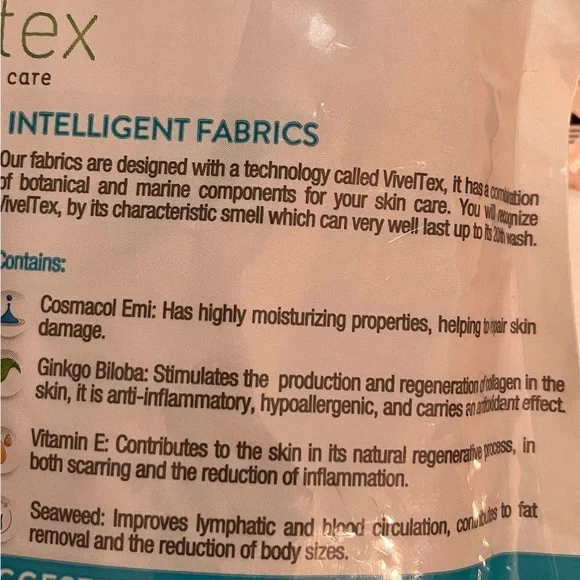 tex
care
INTELLIGENT FABRICS
Our fabrics are designed with a technology called VivelTex, it has a combination
of botanical and marine components for your skin care. You will recognize
VivelTex, by its characteristic smell which can very well last up to its 20th wash.
Contains:
Cosmacol Emi: Has highly moisturizing properties, helping to repair skin
damage.
Ginkgo Biloba: Stimulates the production and regeneration of collagen in the
skin, it is anti-inflammatory, hypoallergenic, and carries an antioxidant effect.
Vitamin E: Contributes to the skin in its natural regenerative process, in
both scarring and the reduction of inflammation.
Seaweed: Improves lymphatic and blood circulation, contributes to fat
removal and the reduction of body sizes.